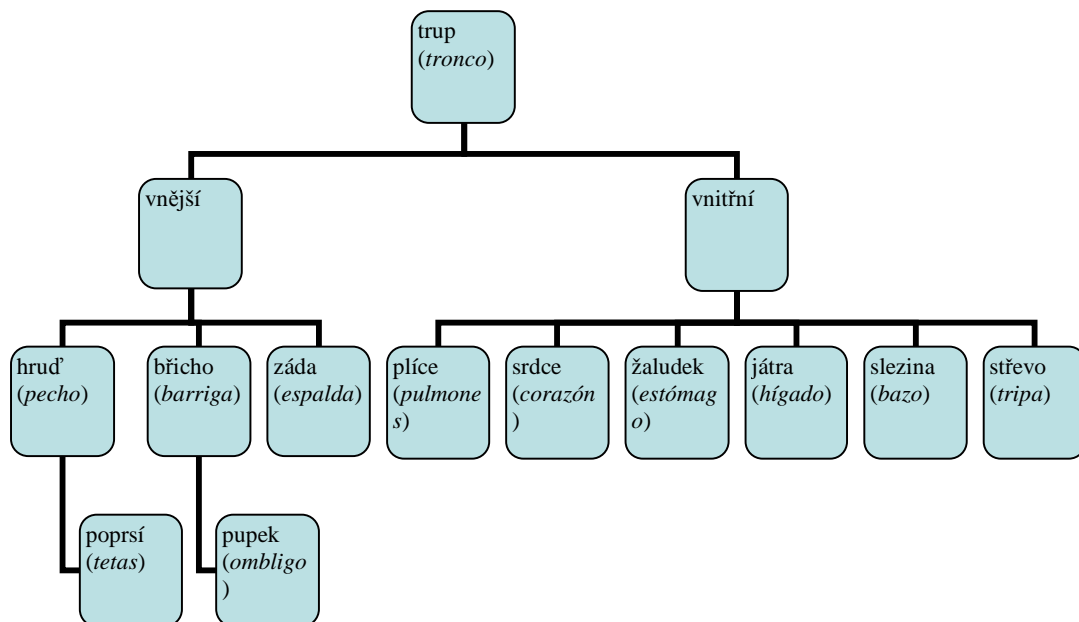 trup
(tronco)
vnější
vnitřní
hruď
(pecho)
břicho
(barriga)
záda
(espalda)
plíce
(pulmone
s)
srdce
(corazón
)
žaludek
(estómag
o)
játra
(hígado)
slezina
(bazo)
střevo
(tripa)
poprsí
(tetas)
pupek
(ombligo
)